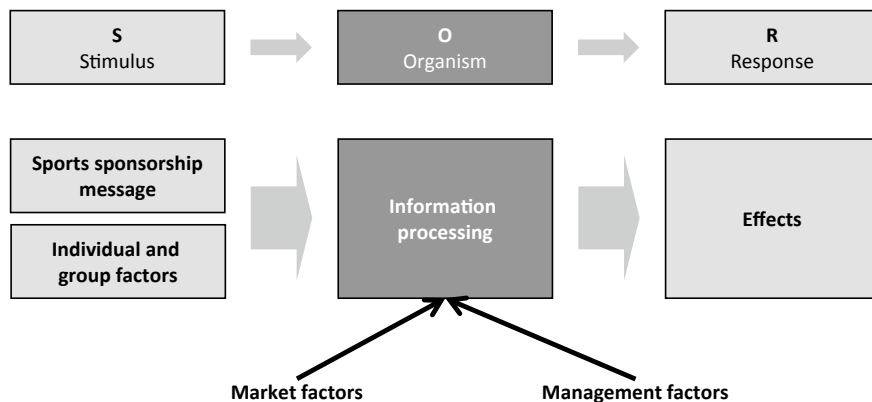 S
Stimulus
O
Organism
R
Response
Sports sponsorship
message
Individual and
group factors
Information
processing
Effects
Market factors
Management factors